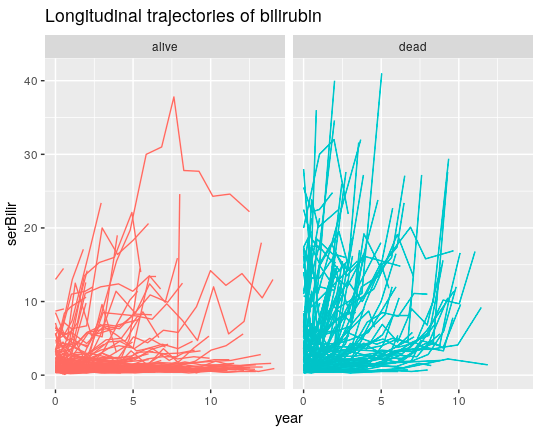 Longitudinal trajectories of bilirubin
alive dead
40
30
20
10
0
serBilir
0 5 10 0 5 10
year